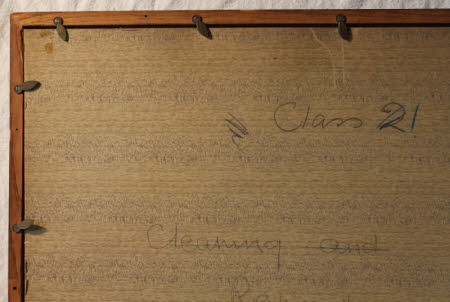 Class 21
Cleaning and